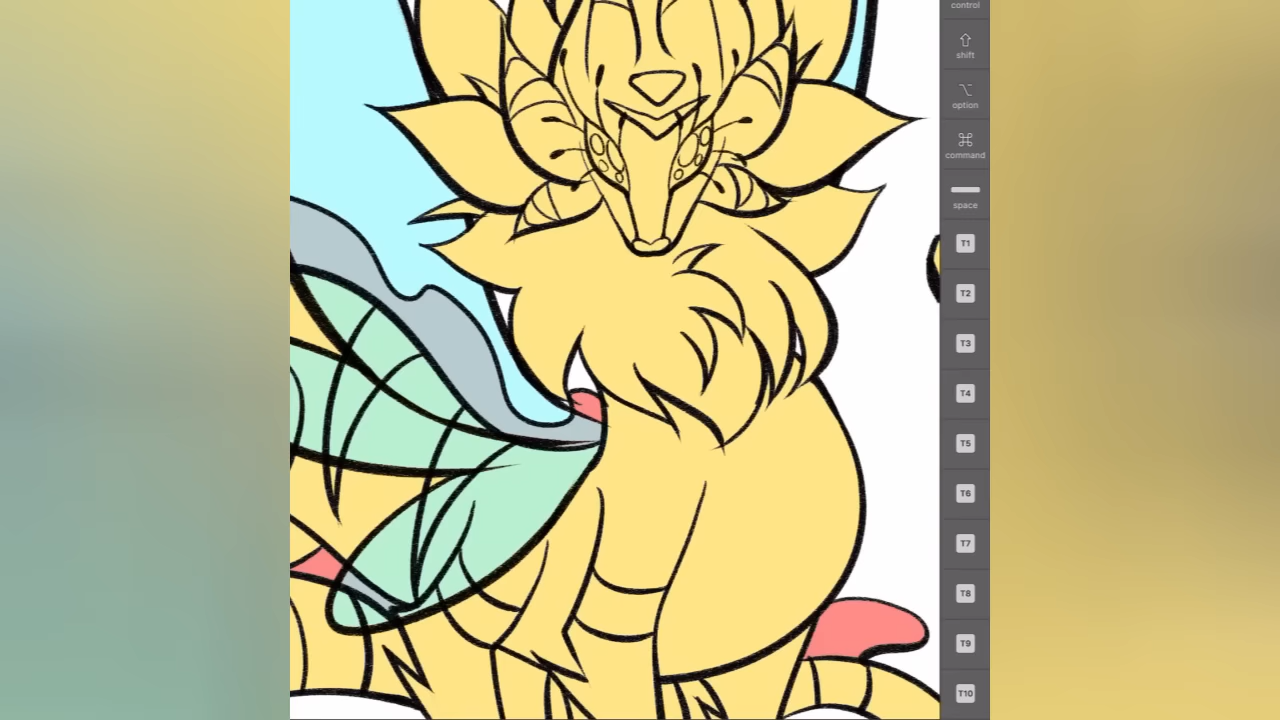 control
shift
option
command
space
T1
T2
T3
T4
T5
T6
T7
T8
T9
T10